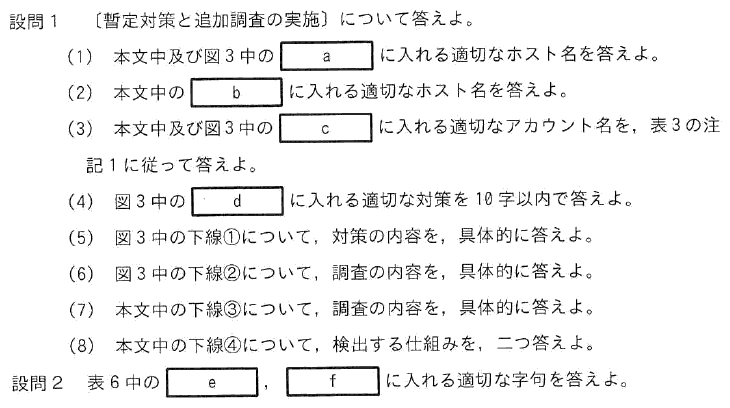 設問1 〔暫定対策と追加調査の実施〕について答えよ。
(1) 本文中及び図3中の a に入れる適切なホスト名を答えよ。
(2) 本文中の b に入れる適切なホスト名を答えよ。
(3) 本文中及び図3中の c に入れる適切なアカウント名を，表3の注
記1に従って答えよ。
(4) 図3中の d に入れる適切な対策を10字以内で答えよ。
(5) 図3中の下線①について，対策の内容を，具体的に答えよ。
(6) 図3中の下線②について，調査の内容を，具体的に答えよ。
(7) 本文中の下線③について，調査の内容を，具体的に答えよ。
(8) 本文中の下線④について，検出する仕組みを，二つ答えよ。
設問2 表6中の e ， f に入れる適切な字句を答えよ。